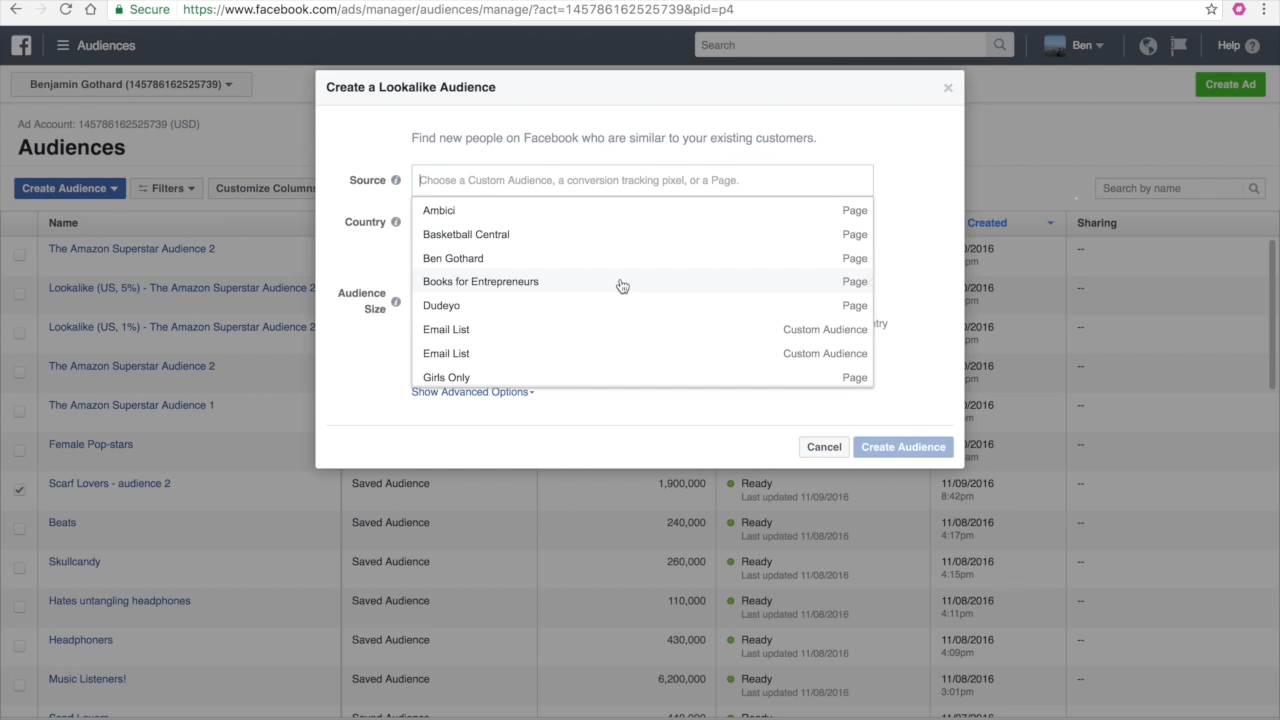 Secure https://www.facebook.com/ads/manager/audiences/manage/?act=145786162525739&pid=p4
Audiences
Search
Ben
Help
Benjamin Gothard (145786162525739)
Create Ad
Ad Account: 145786162525739 (USD)
Audiences
Create Audience
Filters
Customize Columns
Search by name
Create a Lookalike Audience
Find new people on Facebook who are similar to your existing customers.
Source
Choose a Custom Audience, a conversion tracking pixel, or a Page.
Country
Audience
Size
Ambici Page
Basketball Central Page
Ben Gothard Page
Books for Entrepreneurs Page
Dudeyo Page
Email List Custom Audience
Email List Custom Audience
Girls Only Page
Show Advanced Options
Cancel
Create Audience
Name Created Sharing
The Amazon Superstar Audience 2 /2016 --
pm
Lookalike (US, 5%) - The Amazon Superstar Audience 2 /2016 --
pm
Lookalike (US, 1%) - The Amazon Superstar Audience 2 /2016 --
pm
The Amazon Superstar Audience 2 /2016 --
pm
The Amazon Superstar Audience 1 /2016 --
Female Pop-stars /2016 --
am
Scarf Lovers - audience 2 Saved Audience 1,900,000 Ready 11/09/2016 --
Last updated 11/09/2016 8:42pm
Beats Saved Audience 240,000 Ready 11/08/2016 --
Last updated 11/08/2016 4:17pm
Skullcandy Saved Audience 260,000 Ready 11/08/2016 --
Last updated 11/08/2016 4:15pm
Hates untangling headphones Saved Audience 110,000 Ready 11/08/2016 --
Last updated 11/08/2016 4:11pm
Headphoners Saved Audience 430,000 Ready 11/08/2016 --
Last updated 11/08/2016 4:09pm
Music Listeners! Saved Audience 6,200,000 Ready 11/08/2016 --
Last updated 11/08/2016 3:01pm